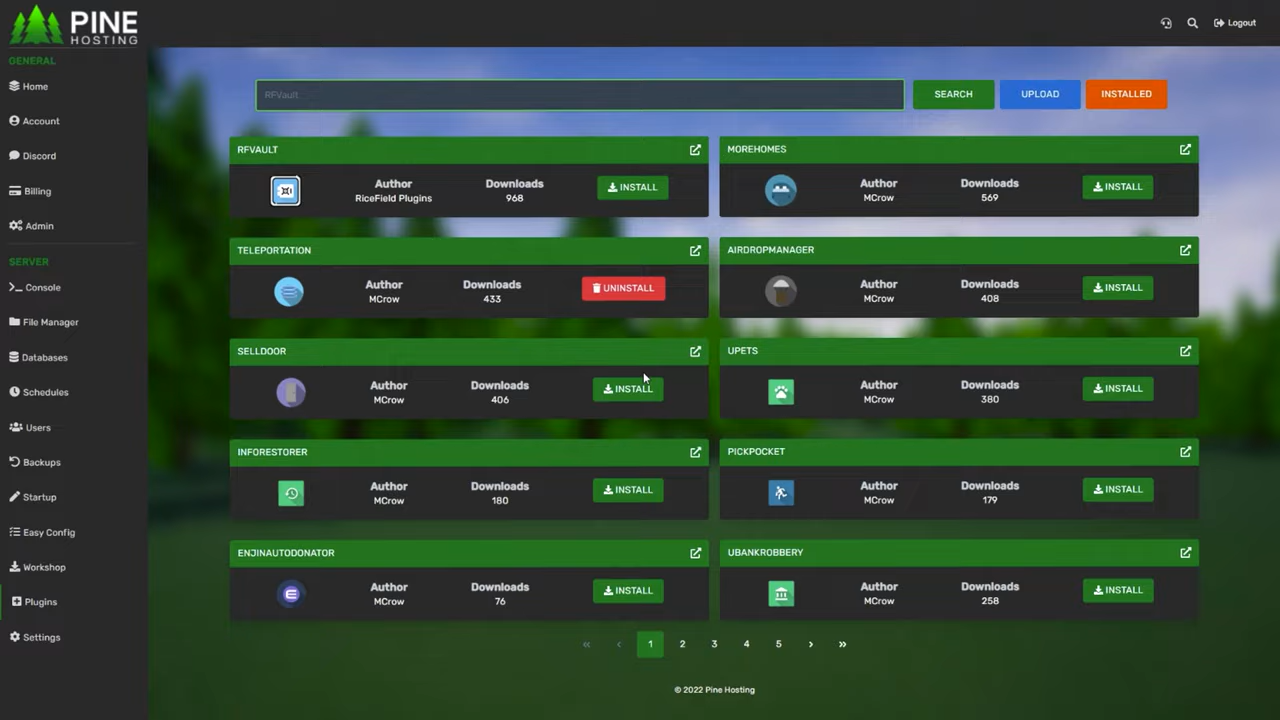 PINE
HOSTING
Logout
GENERAL
Home
Account
Discord
Billing
Admin
SERVER
Console
File Manager
Databases
Schedules
Users
Backups
Startup
Easy Config
Workshop
Plugins
Settings
RFVault
SEARCH
UPLOAD
INSTALLED
RFVAULT
Author
RiceField Plugins
Downloads
968
INSTALL
MOREHOMES
Author
MCrow
Downloads
569
INSTALL
TELEPORTATION
Author
MCrow
Downloads
433
UNINSTALL
AIRDROPMANAGER
Author
MCrow
Downloads
408
INSTALL
SELLDOOR
Author
MCrow
Downloads
406
INSTALL
UPETS
Author
MCrow
Downloads
380
INSTALL
INFORESTORER
Author
MCrow
Downloads
180
INSTALL
PICKPOCKET
Author
MCrow
Downloads
179
INSTALL
ENJINAUTODONATOR
Author
MCrow
Downloads
76
INSTALL
UBANKROBBERY
Author
MCrow
Downloads
258
INSTALL
« ‹ 1 2 3 4 5 › »
© 2022 Pine Hosting